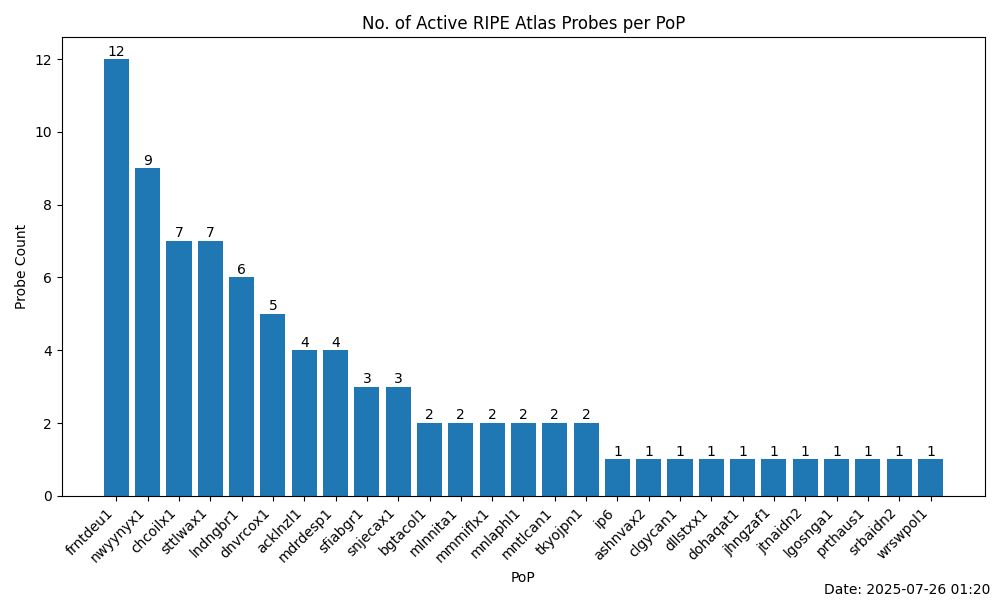 No. of Active RIPE Atlas Probes per PoP
12
9
7
7
6
5
4
4
3
3
2
2
2
2
2
2
1
1
1
1
1
1
1
1
1
1
1
Probe Count
12
10
8
6
4
2
0
frntdeu1
nwyynyx1
chcoilx1
sttlwax1
lndngbr1
dnvrcox1
acklnzl1
mdrdesp1
sfiabgr1
snjecax1
bgtacol1
mlnnita1
mmmiflx1
mnlaphl1
mntlcan1
tkyojpn1
ip6
ashnvax2
clgycan1
dllstxx1
dohaqat1
jhngzaf1
jtnaidn2
lgosnga1
prthaus1
srbaidn2
wrswpol1
PoP
Date: 2025-07-26 01:20